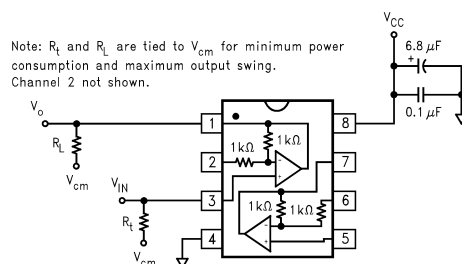 Note: Rt and RL are tied to Vcm for minimum power
consumption and maximum output swing.
Channel 2 not shown.
VCC
6.8 μF
+
0.1 μF
Vo
RL
Vcm
VIN
Rt
Vcm
1
2
3
4
8
7
6
5
1kΩ
1kΩ
-
+
1kΩ
1kΩ
-
+